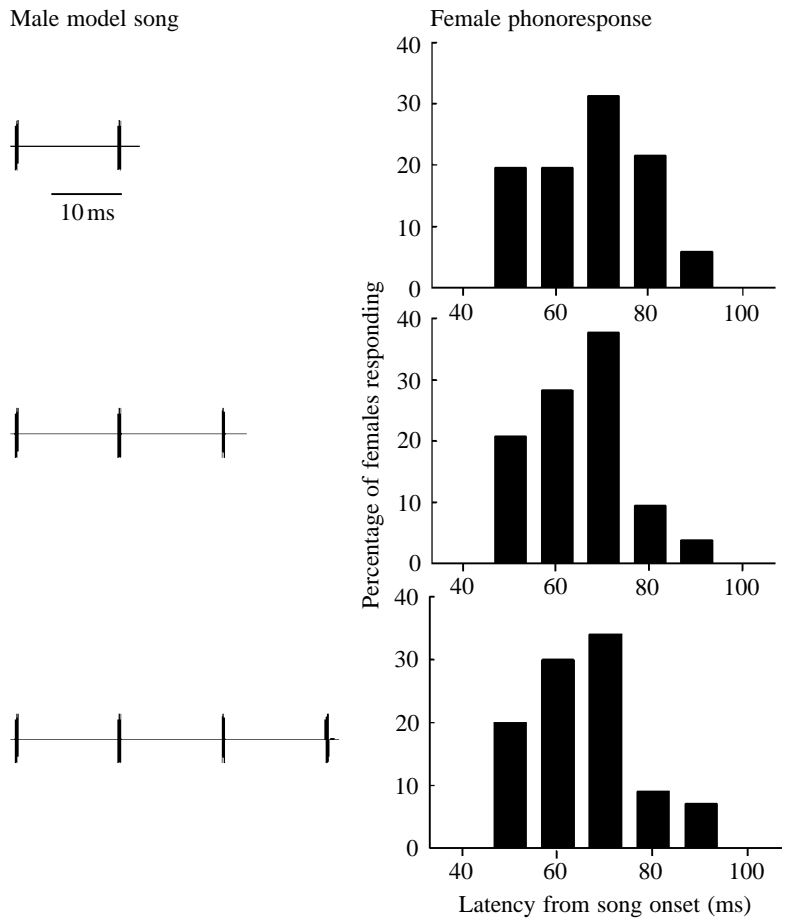 Male model song
Female phonoresponse
10 ms
40
30
20
10
0
40 60 80 100
40
30
20
10
0
40 60 80 100
40
30
20
10
0
40 60 80 100
Percentage of females responding
Latency from song onset (ms)